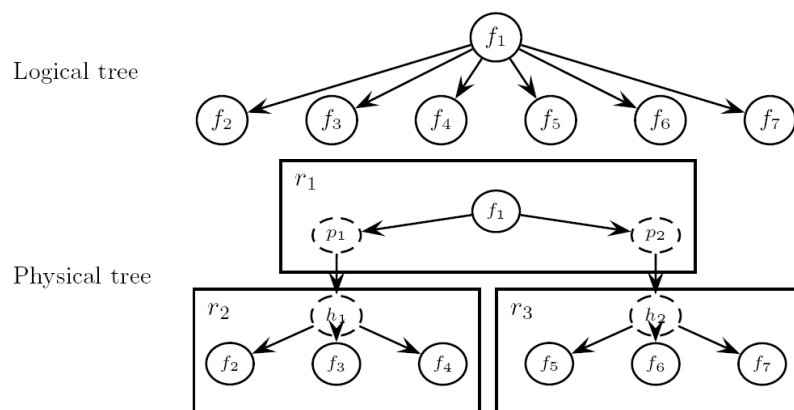 f1
Logical tree
f2 f3 f4 f5 f6 f7
r1
f1
p1 p2
Physical tree
r2 h1 r3 h2
f2 f3 f4 f5 f6 f7